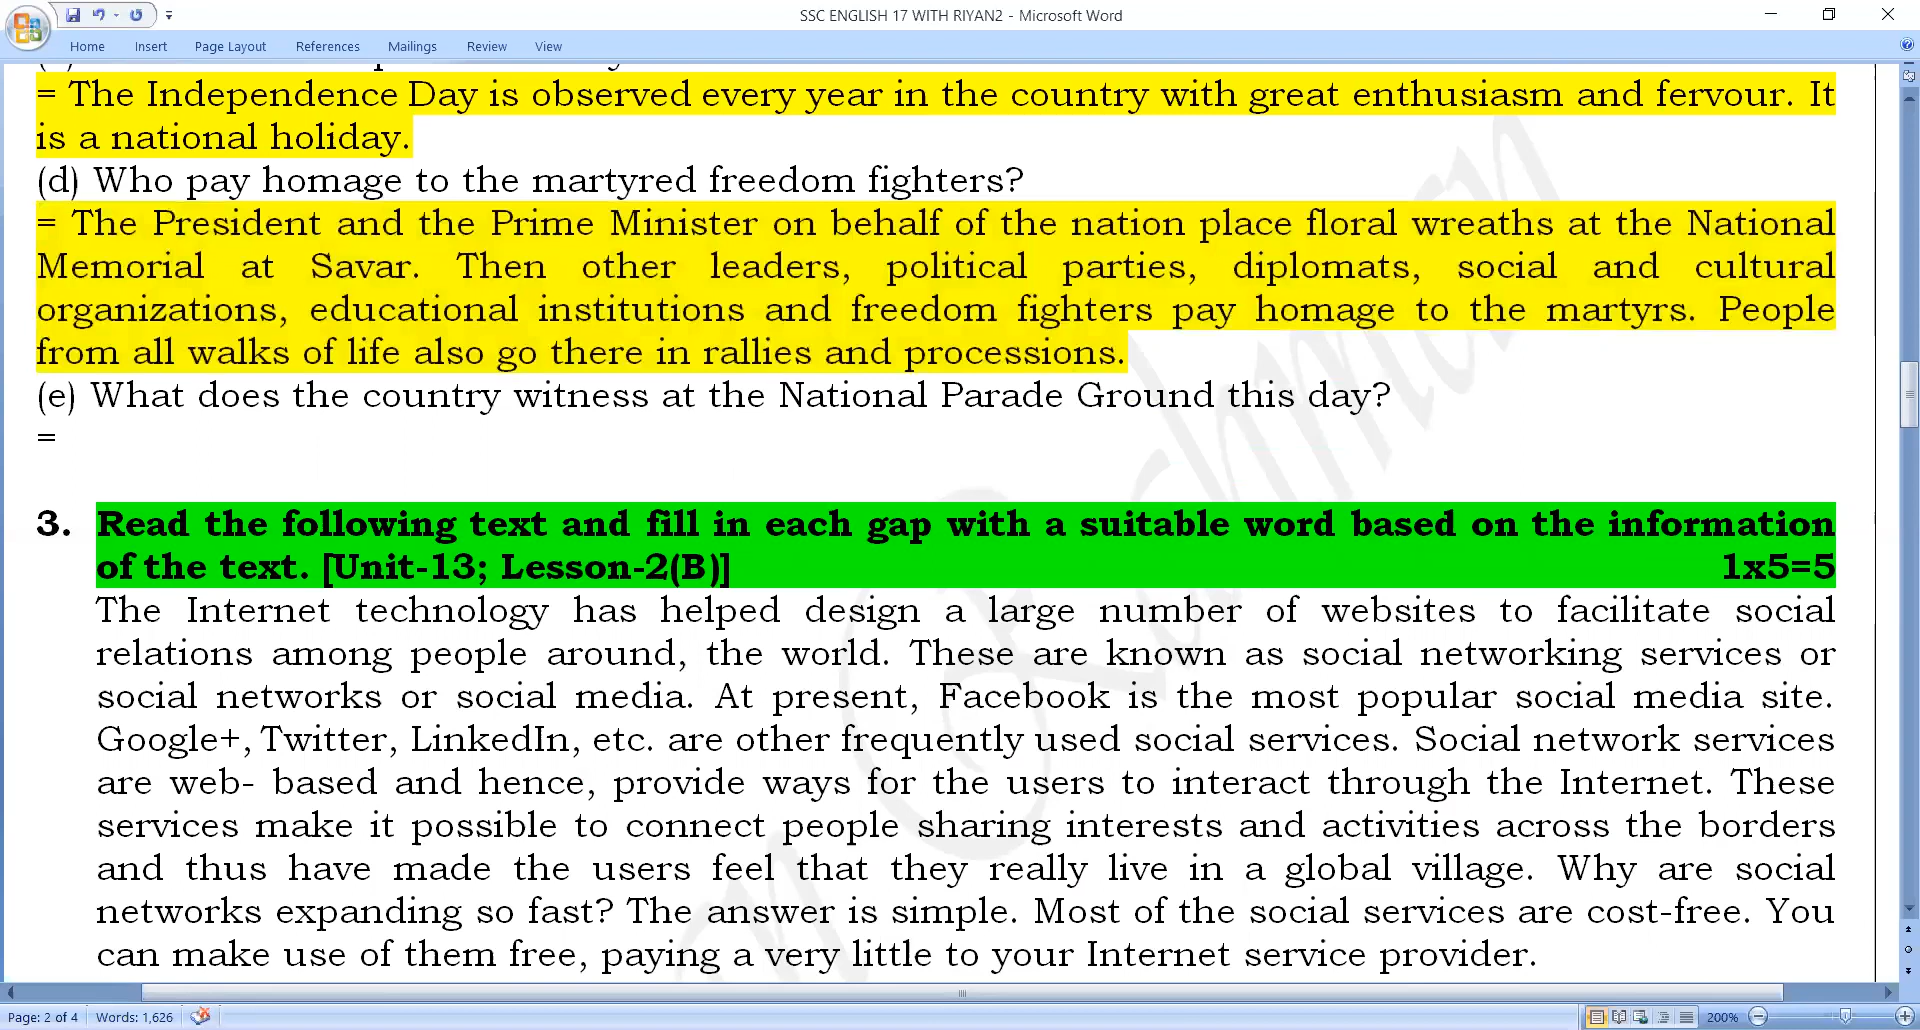 SSC ENGLISH 17 WITH RIYAN2 - Microsoft Word
Home Insert Page Layout References Mailings Review View
= The Independence Day is observed every year in the country with great enthusiasm and fervour. It
is a national holiday.
(d) Who pay homage to the martyred freedom fighters?
= The President and the Prime Minister on behalf of the nation place floral wreaths at the National
Memorial at Savar. Then other leaders, political parties, diplomats, social and cultural
organizations, educational institutions and freedom fighters pay homage to the martyrs. People
from all walks of life also go there in rallies and processions.
(e) What does the country witness at the National Parade Ground this day?
=
3. Read the following text and fill in each gap with a suitable word based on the information
of the text. [Unit-13; Lesson-2(B)] 1x5=5
The Internet technology has helped design a large number of websites to facilitate social
relations among people around, the world. These are known as social networking services or
social networks or social media. At present, Facebook is the most popular social media site.
Google+, Twitter, LinkedIn, etc. are other frequently used social services. Social network services
are web- based and hence, provide ways for the users to interact through the Internet. These
services make it possible to connect people sharing interests and activities across the borders
and thus have made the users feel that they really live in a global village. Why are social
networks expanding so fast? The answer is simple. Most of the social services are cost-free. You
can make use of them free, paying a very little to your Internet service provider.
Page: 2 of 4 Words: 1,626 200%